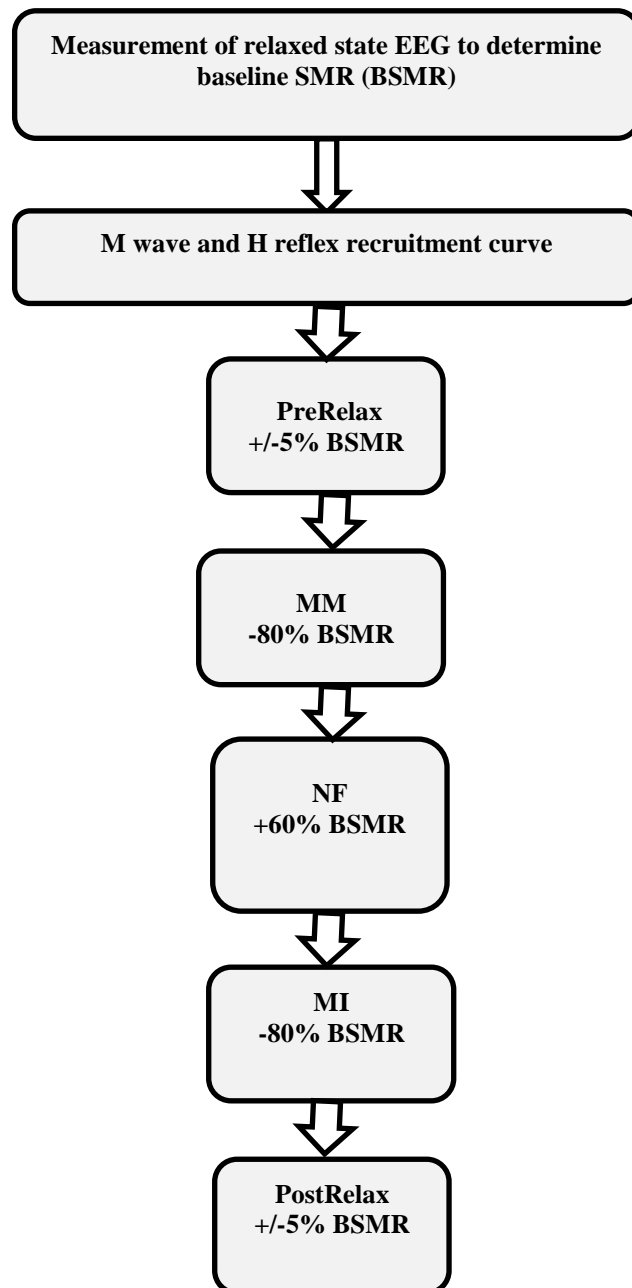 Measurement of relaxed state EEG to determine
baseline SMR (BSMR)
M wave and H reflex recruitment curve
PreRelax
+/-5% BSMR
MM
-80% BSMR
NF
+60% BSMR
MI
-80% BSMR
PostRelax
+/-5% BSMR